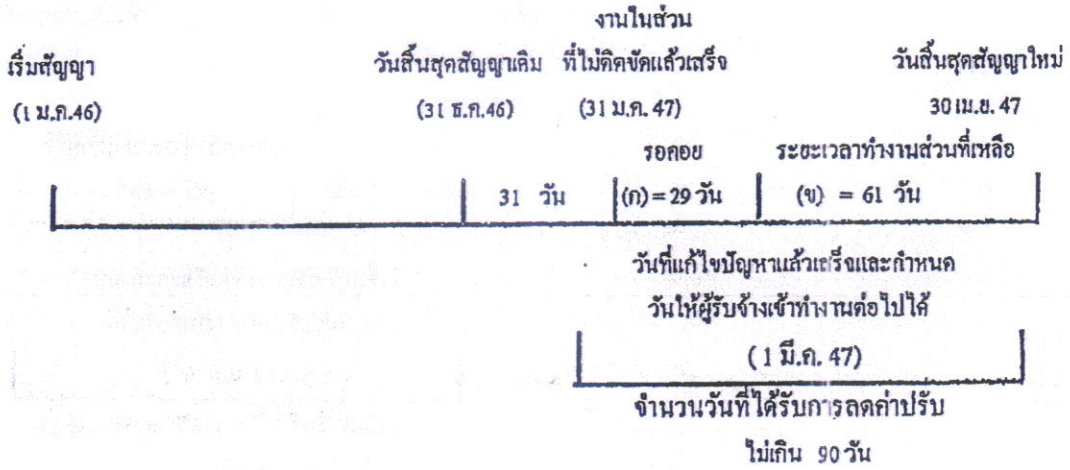 งานในส่วน
เริ่มสัญญา วันสิ้นสุดสัญญาเดิม ที่ไม่ติดขัดแล้วเสร็จ วันสิ้นสุดสัญญาใหม่
(1 ม.ค.46) (31 ธ.ค.46) (31 ม.ค. 47) 30 เม.ย. 47
รอคอย ระยะเวลาทำงานส่วนที่เหลือ
31 วัน (ก) = 29 วัน (ข) = 61 วัน
วันที่แก้ไขปัญหาแล้วเสร็จและกำหนด
วันให้ผู้รับจ้างเข้าทำงานต่อไปได้
(1 มี.ค. 47)
จำนวนวันที่ได้รับการลดค่าปรับ
ไม่เกิน 90 วัน